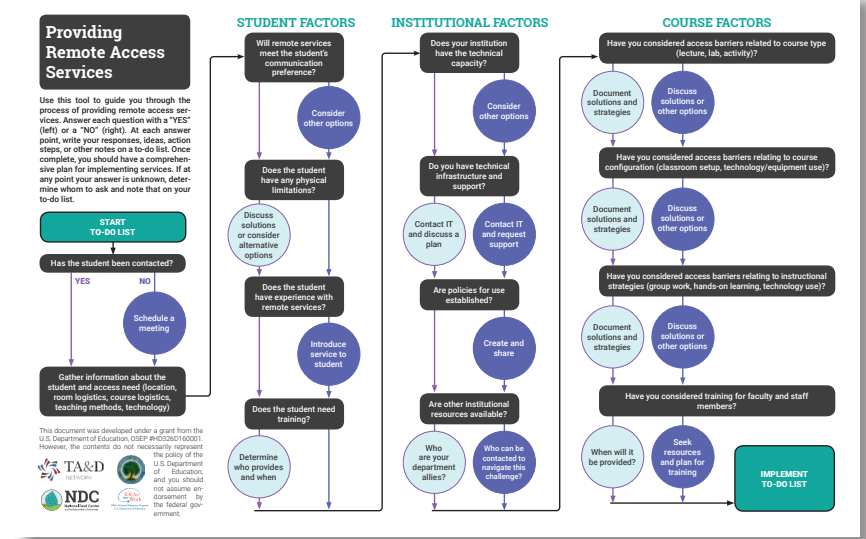 Providing
Remote Access
Services
Use this tool to guide you through the
process of providing remote access ser-
vices. Answer each question with a “YES”
(left) or a “NO” (right). At each answer
point, write your responses, ideas, action
steps, or other notes on a to-do list. Once
complete, you should have a comprehen-
sive plan for implementing services. If at
any point your answer is unknown, deter-
mine whom to ask and note that on your
to-do list.
START
TO-DO LIST
Has the student been contacted?
YES
NO
Schedule a
meeting
Gather information about the
student and access need (location,
room logistics, course logistics,
teaching methods, technology)
This document was developed under a grant from the
U.S. Department of Education, OSEP #HD326D160001.
However, the contents do not necessarily represent
the policy of the
U.S. Department
of Education,
and you should
not assume en-
dorsement by
the federal gov-
ernment.
TA&D
NETWORK
NDC
National Deaf Center
IDEAs
that Work
STUDENT FACTORS
Will remote services
meet the student's
communication
preference?
Consider
other options
Does the student
have any physical
limitations?
Discuss
solutions
or consider
alternative
options
Does the student
have experience with
remote services?
Introduce
service to
student
Does the student need
training?
Determine
who provides
and when
INSTITUTIONAL FACTORS
Does your institution
have the technical
capacity?
Consider
other options
Do you have technical
infrastructure and
support?
Contact IT
and discuss a
plan
Contact IT
and request
support
Are policies for use
established?
Create and
share
Are other institutional
resources available?
Who
are your
department
allies?
Who can be
contacted to
navigate this
challenge?
COURSE FACTORS
Have you considered access barriers related to course type
(lecture, lab, activity)?
Document
solutions and
strategies
Discuss
solutions or
other options
Have you considered access barriers relating to course
configuration (classroom setup, technology/equipment use)?
Document
solutions and
strategies
Discuss
solutions or
other options
Have you considered access barriers relating to instructional
strategies (group work, hands-on learning, technology use)?
Document
solutions and
strategies
Discuss
solutions or
other options
Have you considered training for faculty and staff
members?
When will it
be provided?
Seek
resources
and plan for
training
IMPLEMENT
TO-DO LIST